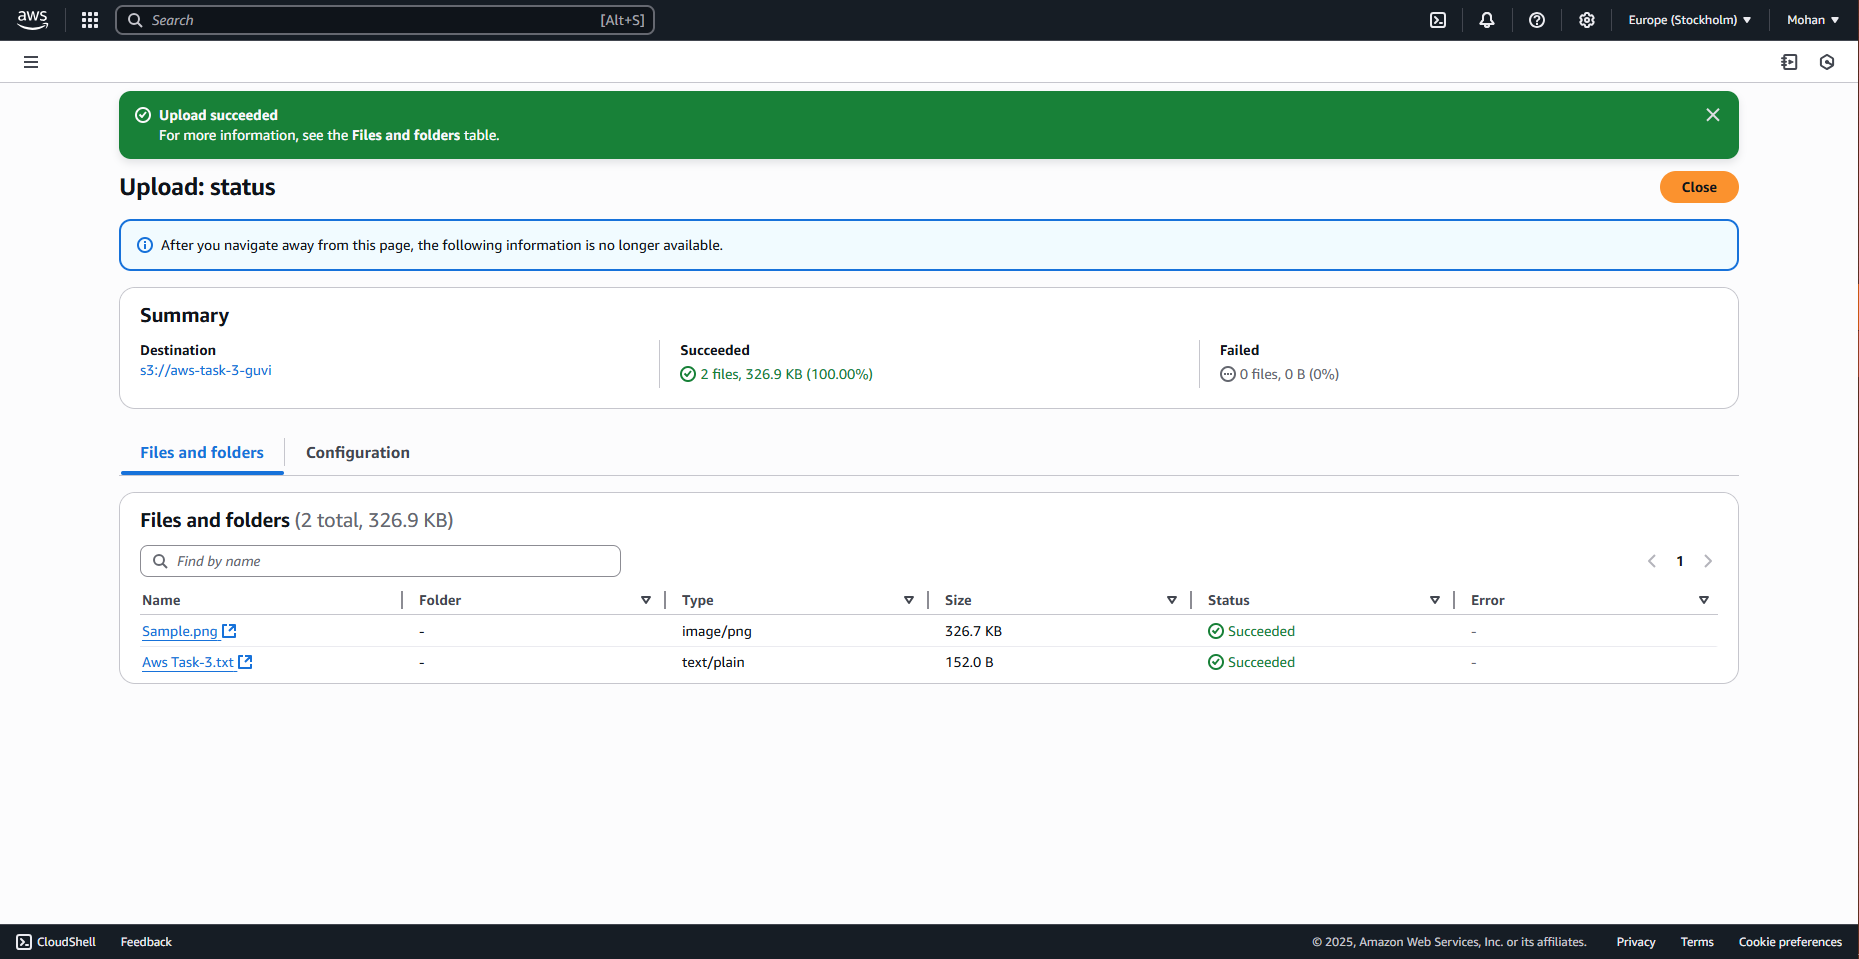 aws
Search [Alt+S] Europe (Stockholm) Mohan
Upload succeeded
For more information, see the Files and folders table.
Upload: status
Close
After you navigate away from this page, the following information is no longer available.
Summary
Destination
s3://aws-task-3-guvi
Succeeded
2 files, 326.9 KB (100.00%)
Failed
0 files, 0 B (0%)
Files and folders Configuration
Files and folders (2 total, 326.9 KB)
Find by name 1
Name Folder Type Size Status Error
Sample.png - image/png 326.7 KB Succeeded -
Aws Task-3.txt - text/plain 152.0 B Succeeded -
CloudShell Feedback © 2025, Amazon Web Services, Inc. or its affiliates. Privacy Terms Cookie preferences